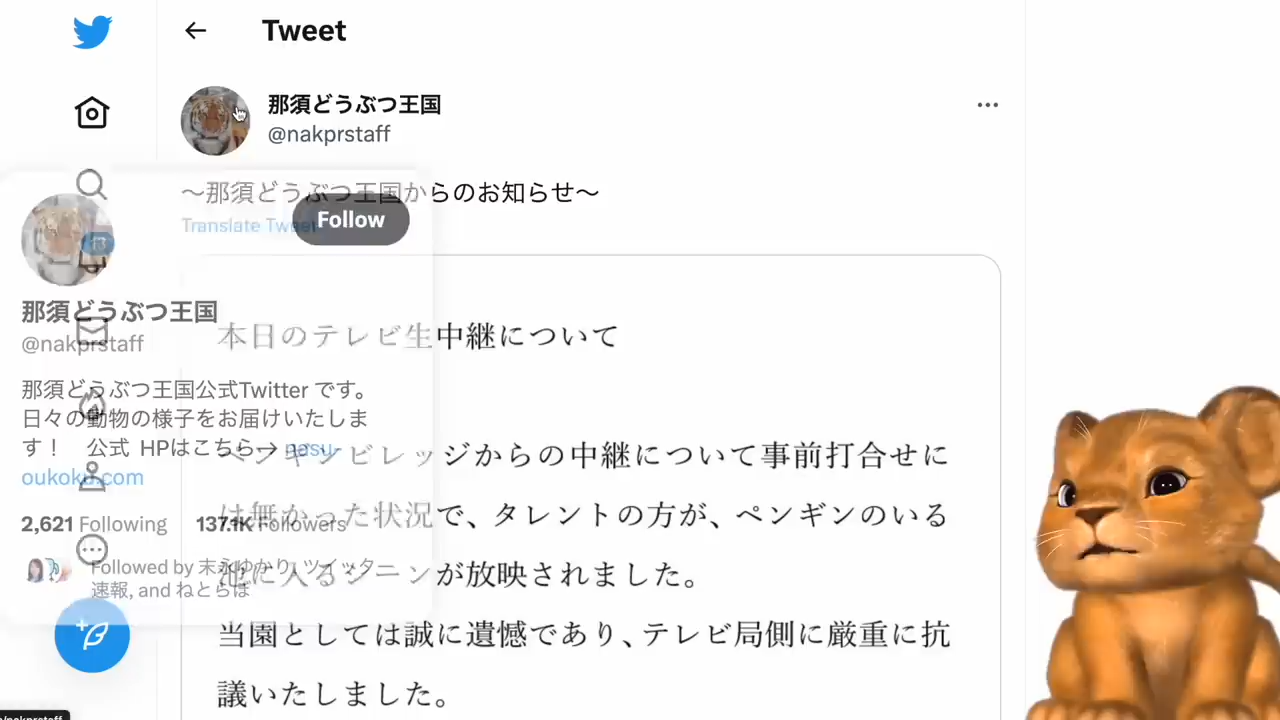 Tweet
那須どうぶつ王国
@nakprstaff
〜那須どうぶつ王国からのお知らせ〜
Translate Tweet
Follow
那須どうぶつ王国
@nakprstaff
那須どうぶつ王国公式Twitter です。
日々の動物の様子をお届けいたしま
す！ 公式 HPはこちら→ nasu-
oukoku.com
2,621 Following 137.1K Followers
Followed by 末永ゆかり, ツイッター
速報, and ねとらぼ
本日のテレビ生中継について
ペンギンビレッジからの中継について事前打合せに
は無かった状況で、タレントの方が、ペンギンのいる
池に入るシーンが放映されました。
当園としては誠に遺憾であり、テレビ局側に厳重に抗
議いたしました。